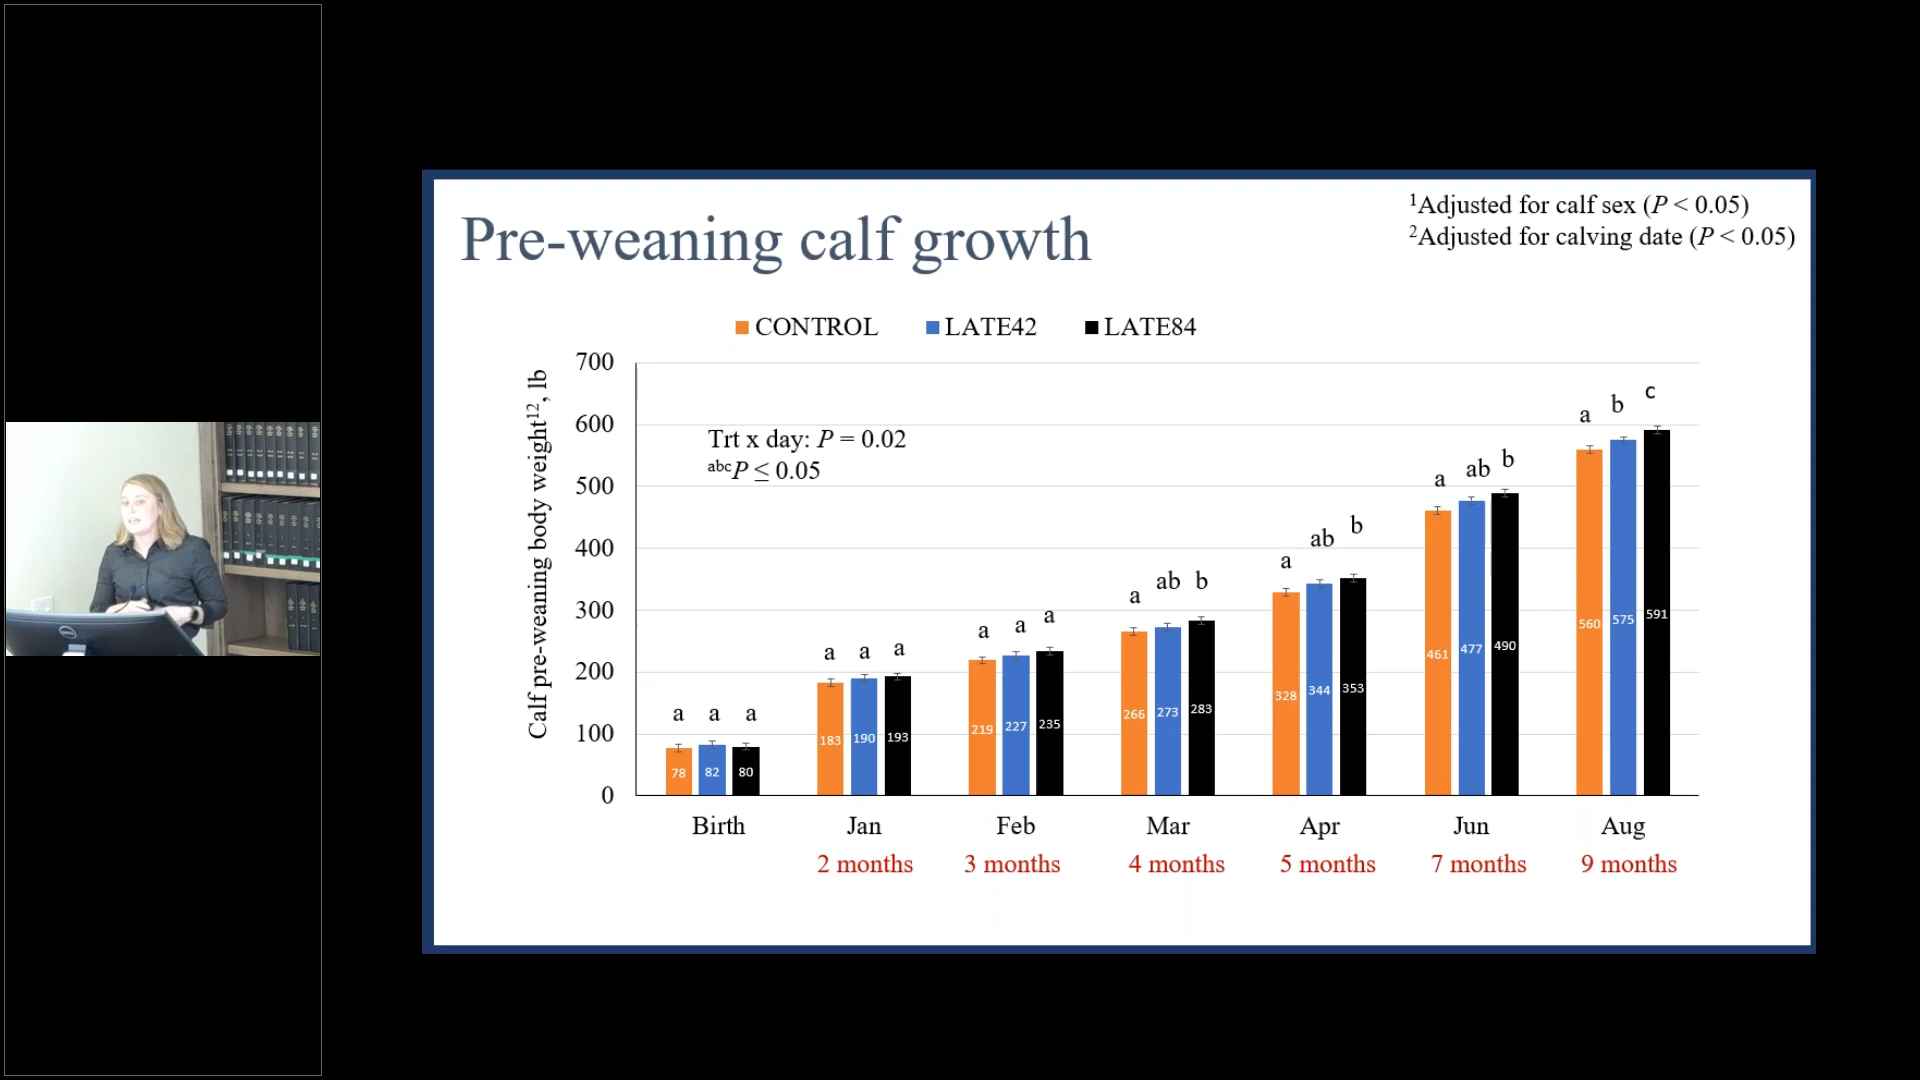 Pre-weaning calf growth
¹Adjusted for calf sex (P < 0.05)
²Adjusted for calving date (P < 0.05)
CONTROL LATE42 LATE84
Calf pre-weaning body weight¹², lb
700
600
500
400
300
200
100
0
Trt x day: P = 0.02
ᵃᵇᶜP ≤ 0.05
a a a
a a a
a a a
a ab b
a ab b
a ab b
a b c
78 82 80
183 190 193
219 227 235
266 273 283
328 344 353
461 477 490
560 575 591
Birth Jan Feb Mar Apr Jun Aug
2 months 3 months 4 months 5 months 7 months 9 months
DELL